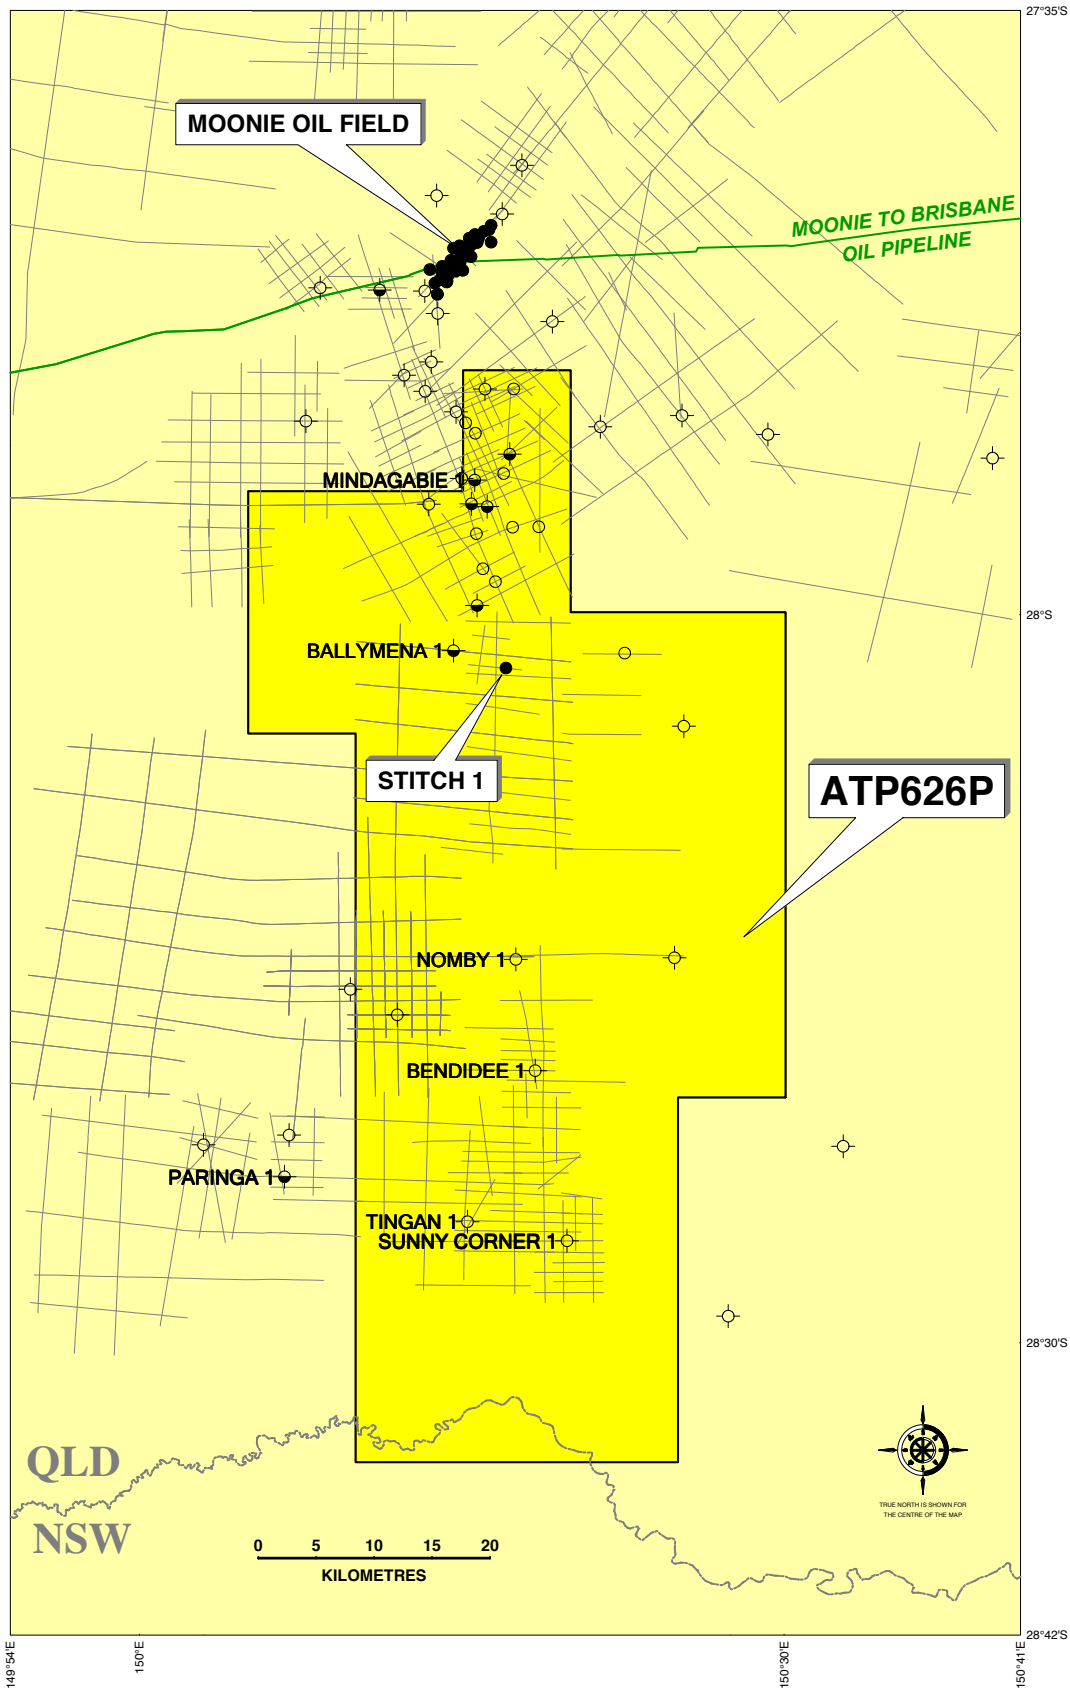 27°35'S
MOONIE OIL FIELD
MOONIE TO BRISBANE
OIL PIPELINE
MINDAGABIE 1
28°S
BALLYMENA 1
STITCH 1
ATP626P
NOMBY 1
BENDIDEE 1
PARINGA 1
TINGAN 1
SUNNY CORNER 1
28°30'S
QLD
NSW
TRUE NORTH IS SHOWN FOR
THE CENTRE OF THE MAP
0 5 10 15 20
KILOMETRES
28°42'S
149°54'E
150°E
150°30'E
150°41'E